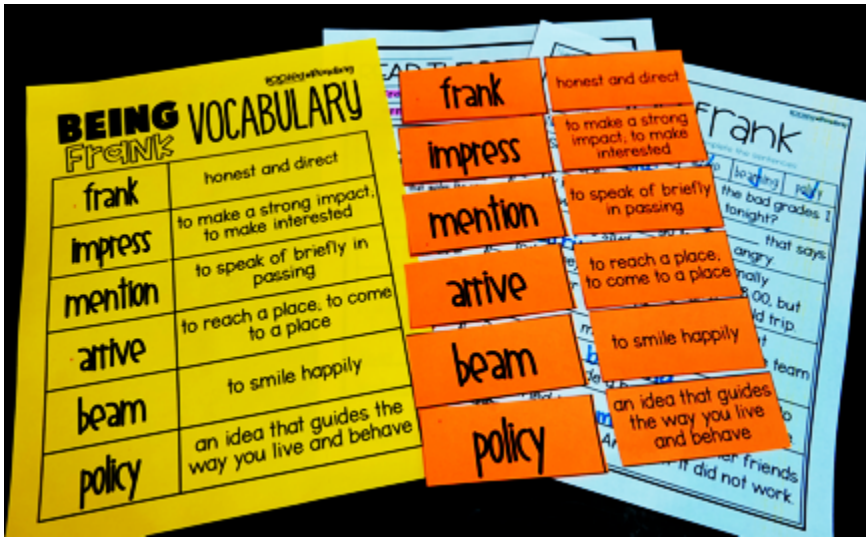 BEING
FRANK
VOCABULARY
frank
honest and direct
impress
to make a strong impact,
to make interested
mention
to speak of briefly in
passing
arrive
to reach a place, to come
to a place
beam
to smile happily
policy
an idea that guides the
way you live and behave
frank
honest and direct
impress
to make a strong
impact, to make
interested
mention
to speak of briefly
in passing
arrive
to reach a place,
to come to a place
beam
to smile happily
policy
an idea that guides
the way you live
and behave
frank
complete the sentences
policy
the bad grades I
tonight?
that says
angry.
8:00, but
trip.
team
friends
it did not work.